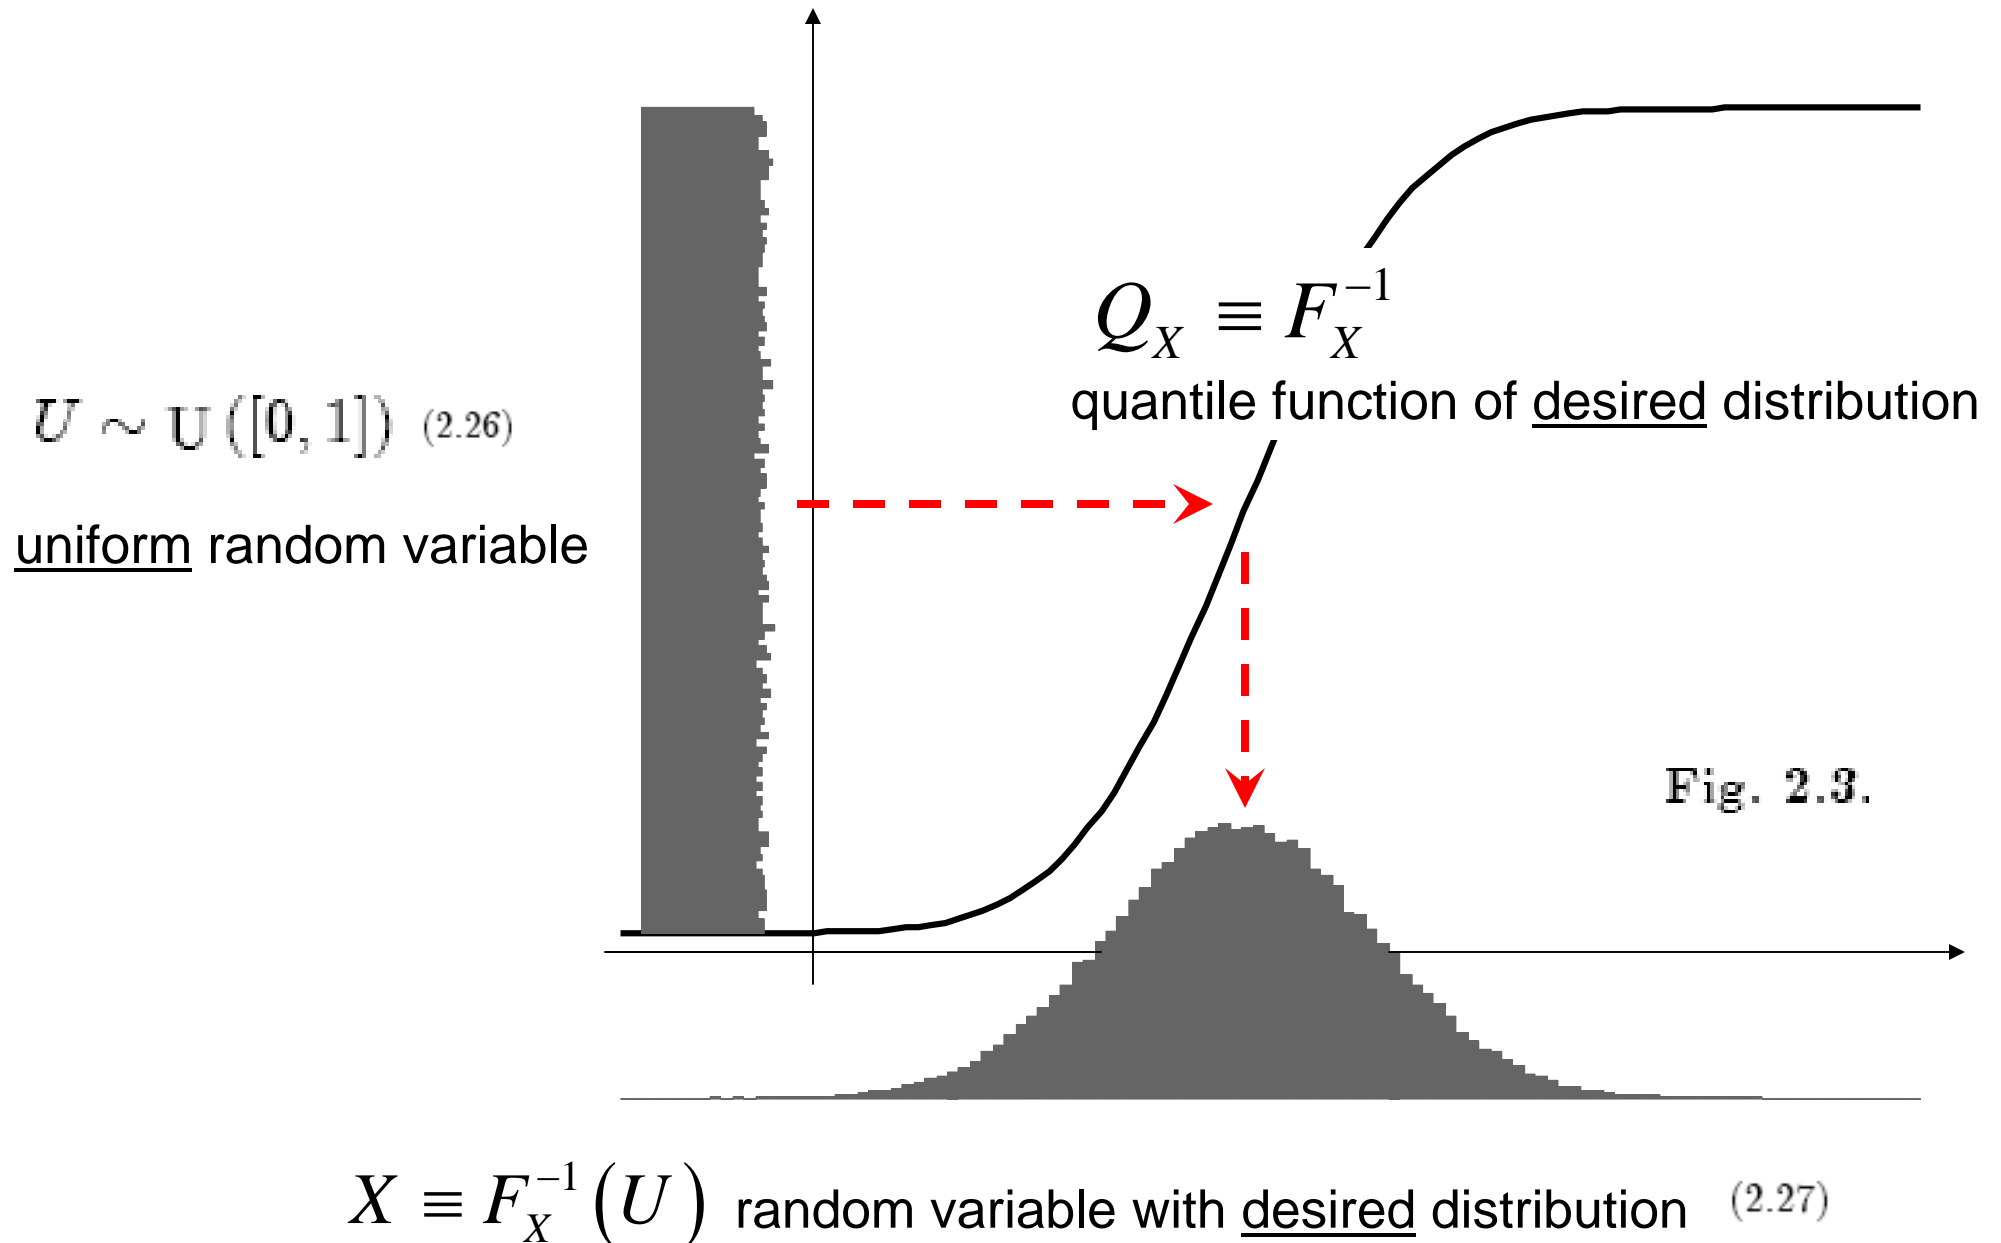 Q_X ≡ F_X^{-1}
quantile function of desired distribution
U ~ U([0, 1]) (2.26)
uniform random variable
Fig. 2.3.
X ≡ F_X^{-1}(U) random variable with desired distribution (2.27)